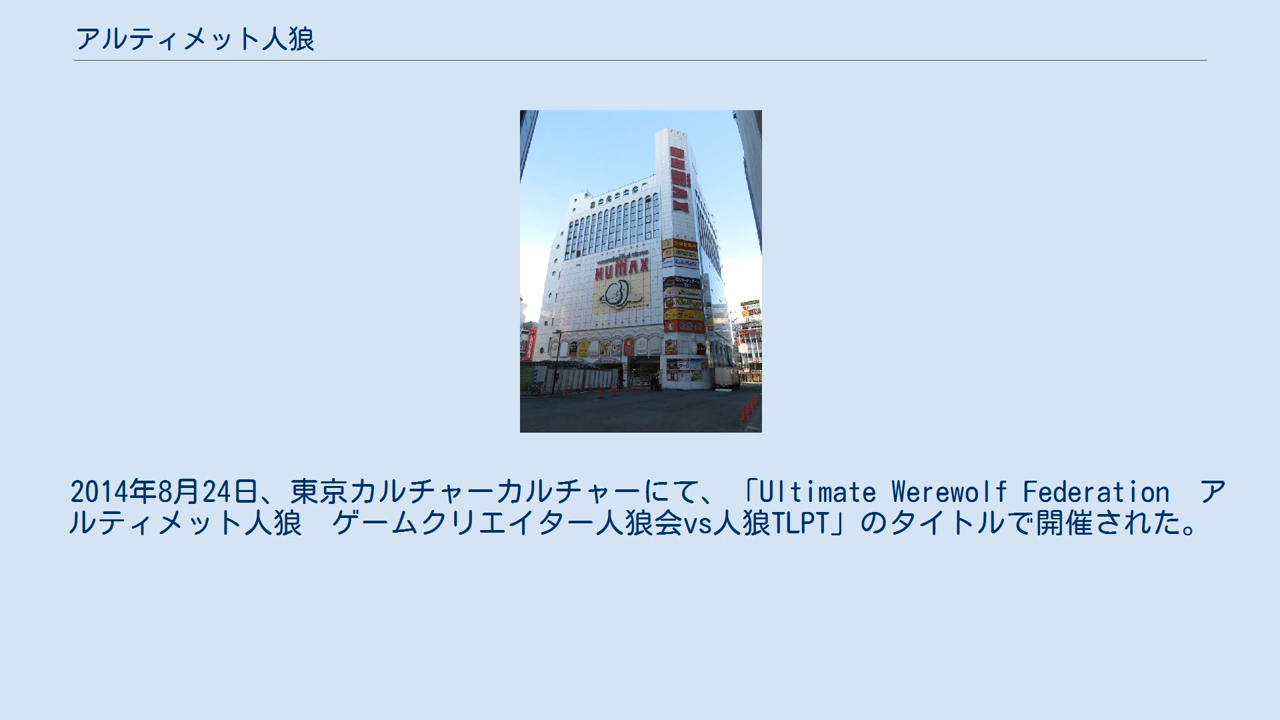 アルティメット人狼
HUMAX
HUMAX
2014年8月24日、東京カルチャーカルチャーにて、「Ultimate Werewolf Federation　ア
ルティメット人狼　ゲームクリエイター人狼会vs人狼TLPT」のタイトルで開催された。